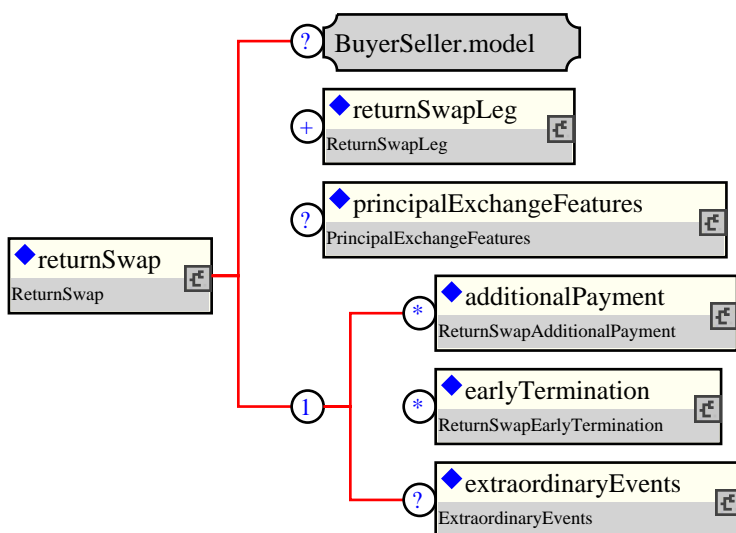 ?
BuyerSeller.model
+
returnSwapLeg
ReturnSwapLeg
?
principalExchangeFeatures
PrincipalExchangeFeatures
returnSwap
ReturnSwap
*
additionalPayment
ReturnSwapAdditionalPayment
1
*
earlyTermination
ReturnSwapEarlyTermination
?
extraordinaryEvents
ExtraordinaryEvents